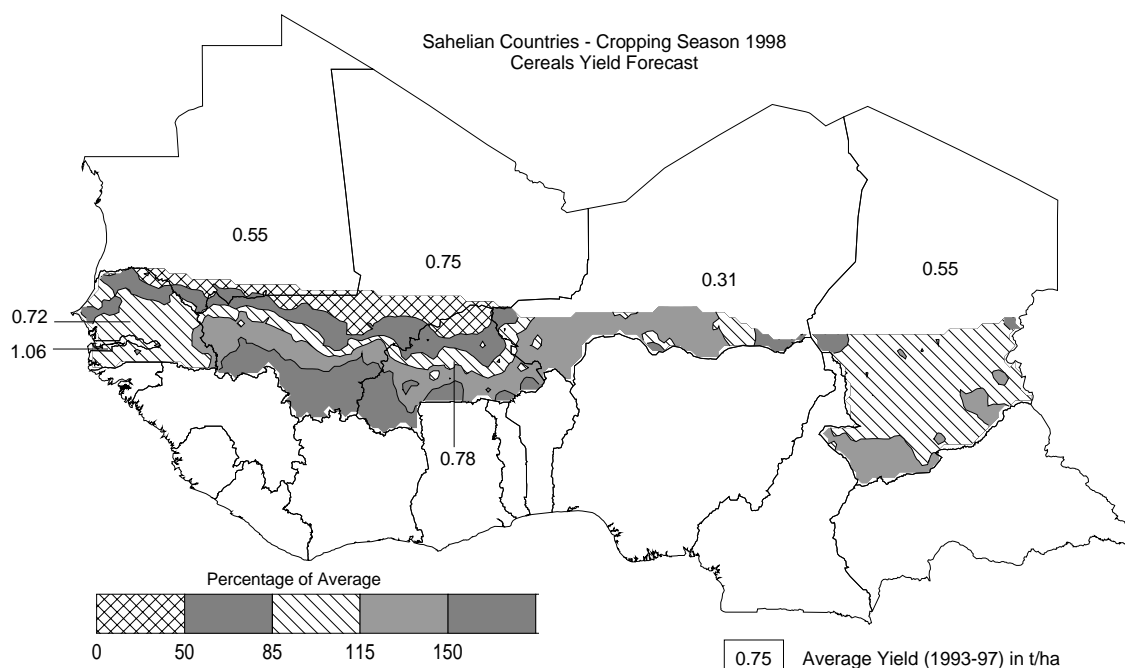 Sahelian Countries - Cropping Season 1998
Cereals Yield Forecast
0.55
0.75
0.31
0.55
0.72
1.06
0.78
Percentage of Average
0 50 85 115 150
0.75 Average Yield (1993-97) in t/ha